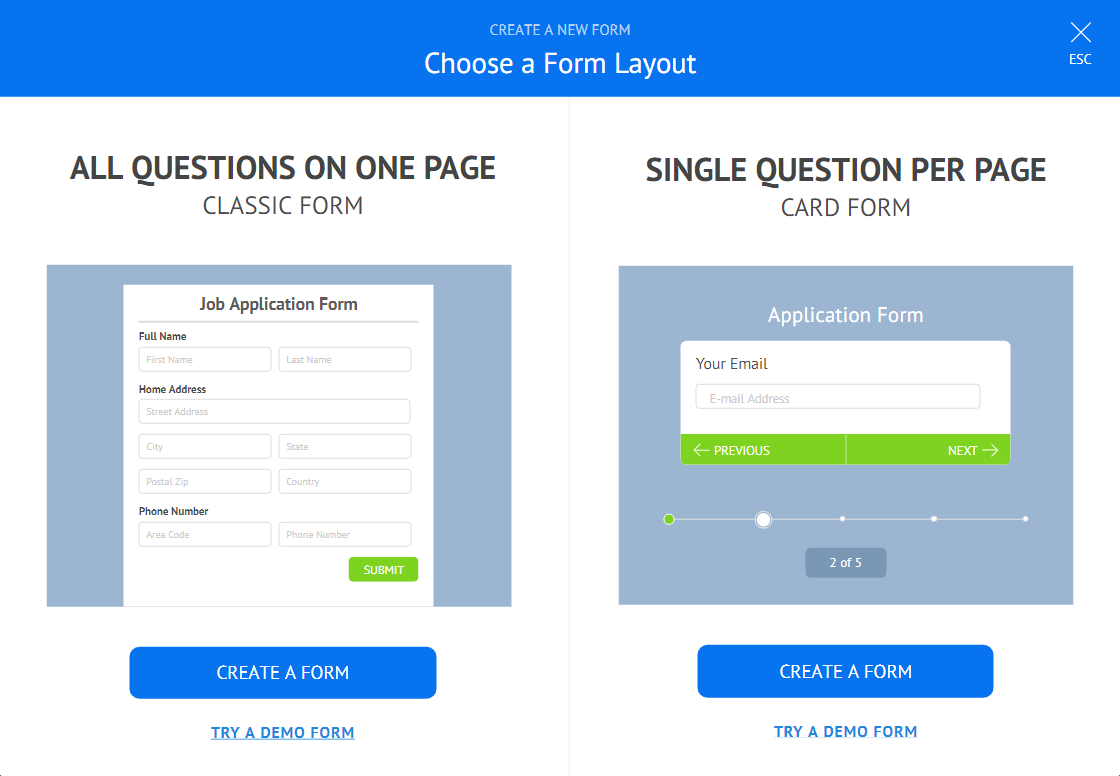 CREATE A NEW FORM
Choose a Form Layout
ESC
ALL QUESTIONS ON ONE PAGE
CLASSIC FORM
Job Application Form
Full Name
First Name Last Name
Home Address
Street Address
City State
Postal Zip Country
Phone Number
Area Code Phone Number
SUBMIT
CREATE A FORM
TRY A DEMO FORM
SINGLE QUESTION PER PAGE
CARD FORM
Application Form
Your Email
E-mail Address
PREVIOUS NEXT
2 of 5
CREATE A FORM
TRY A DEMO FORM